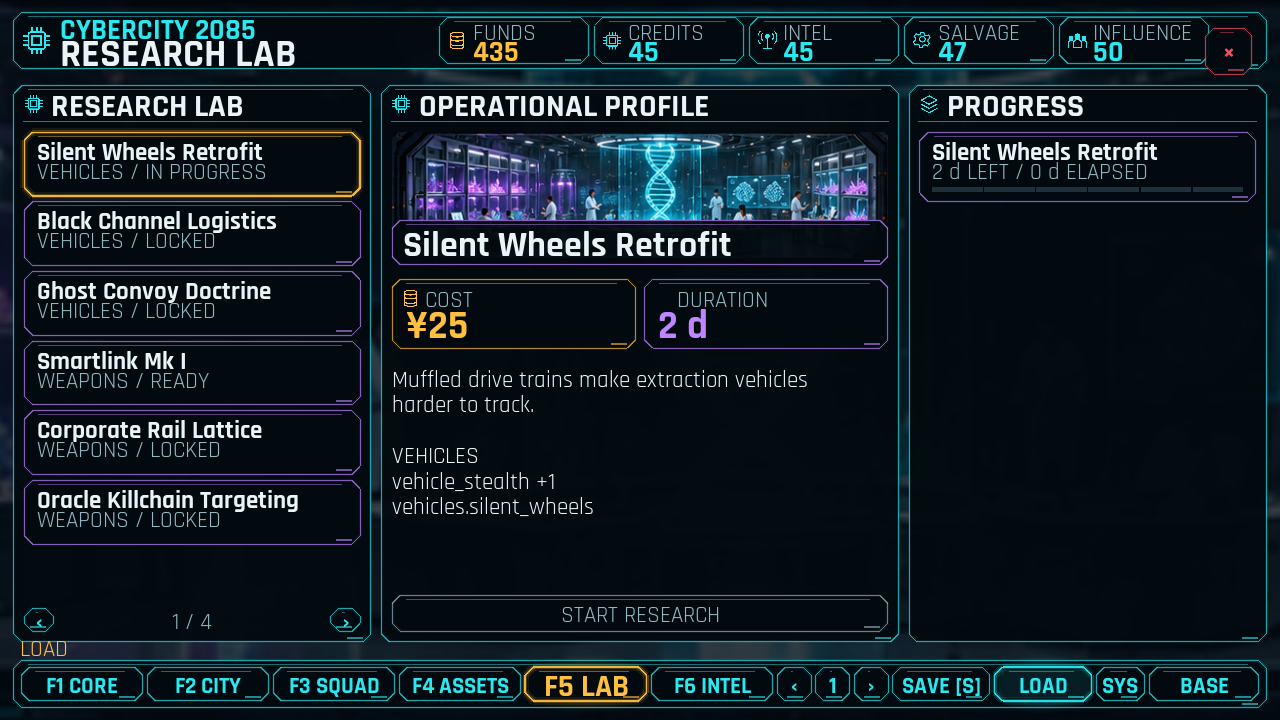 CYBERCITY 2085
RESEARCH LAB
FUNDS
435
CREDITS
45
INTEL
45
SALVAGE
47
INFLUENCE
50
×
RESEARCH LAB
Silent Wheels Retrofit
VEHICLES / IN PROGRESS
Black Channel Logistics
VEHICLES / LOCKED
Ghost Convoy Doctrine
VEHICLES / LOCKED
Smartlink Mk I
WEAPONS / READY
Corporate Rail Lattice
WEAPONS / LOCKED
Oracle Killchain Targeting
WEAPONS / LOCKED
‹
1 / 4
›
OPERATIONAL PROFILE
Silent Wheels Retrofit
COST
¥25
DURATION
2 d
Muffled drive trains make extraction vehicles
harder to track.
VEHICLES
vehicle_stealth +1
vehicles.silent_wheels
START RESEARCH
PROGRESS
Silent Wheels Retrofit
2 d LEFT / 0 d ELAPSED
LOAD
F1 CORE
F2 CITY
F3 SQUAD
F4 ASSETS
F5 LAB
F6 INTEL
‹
1
›
SAVE [S]
LOAD
SYS
BASE